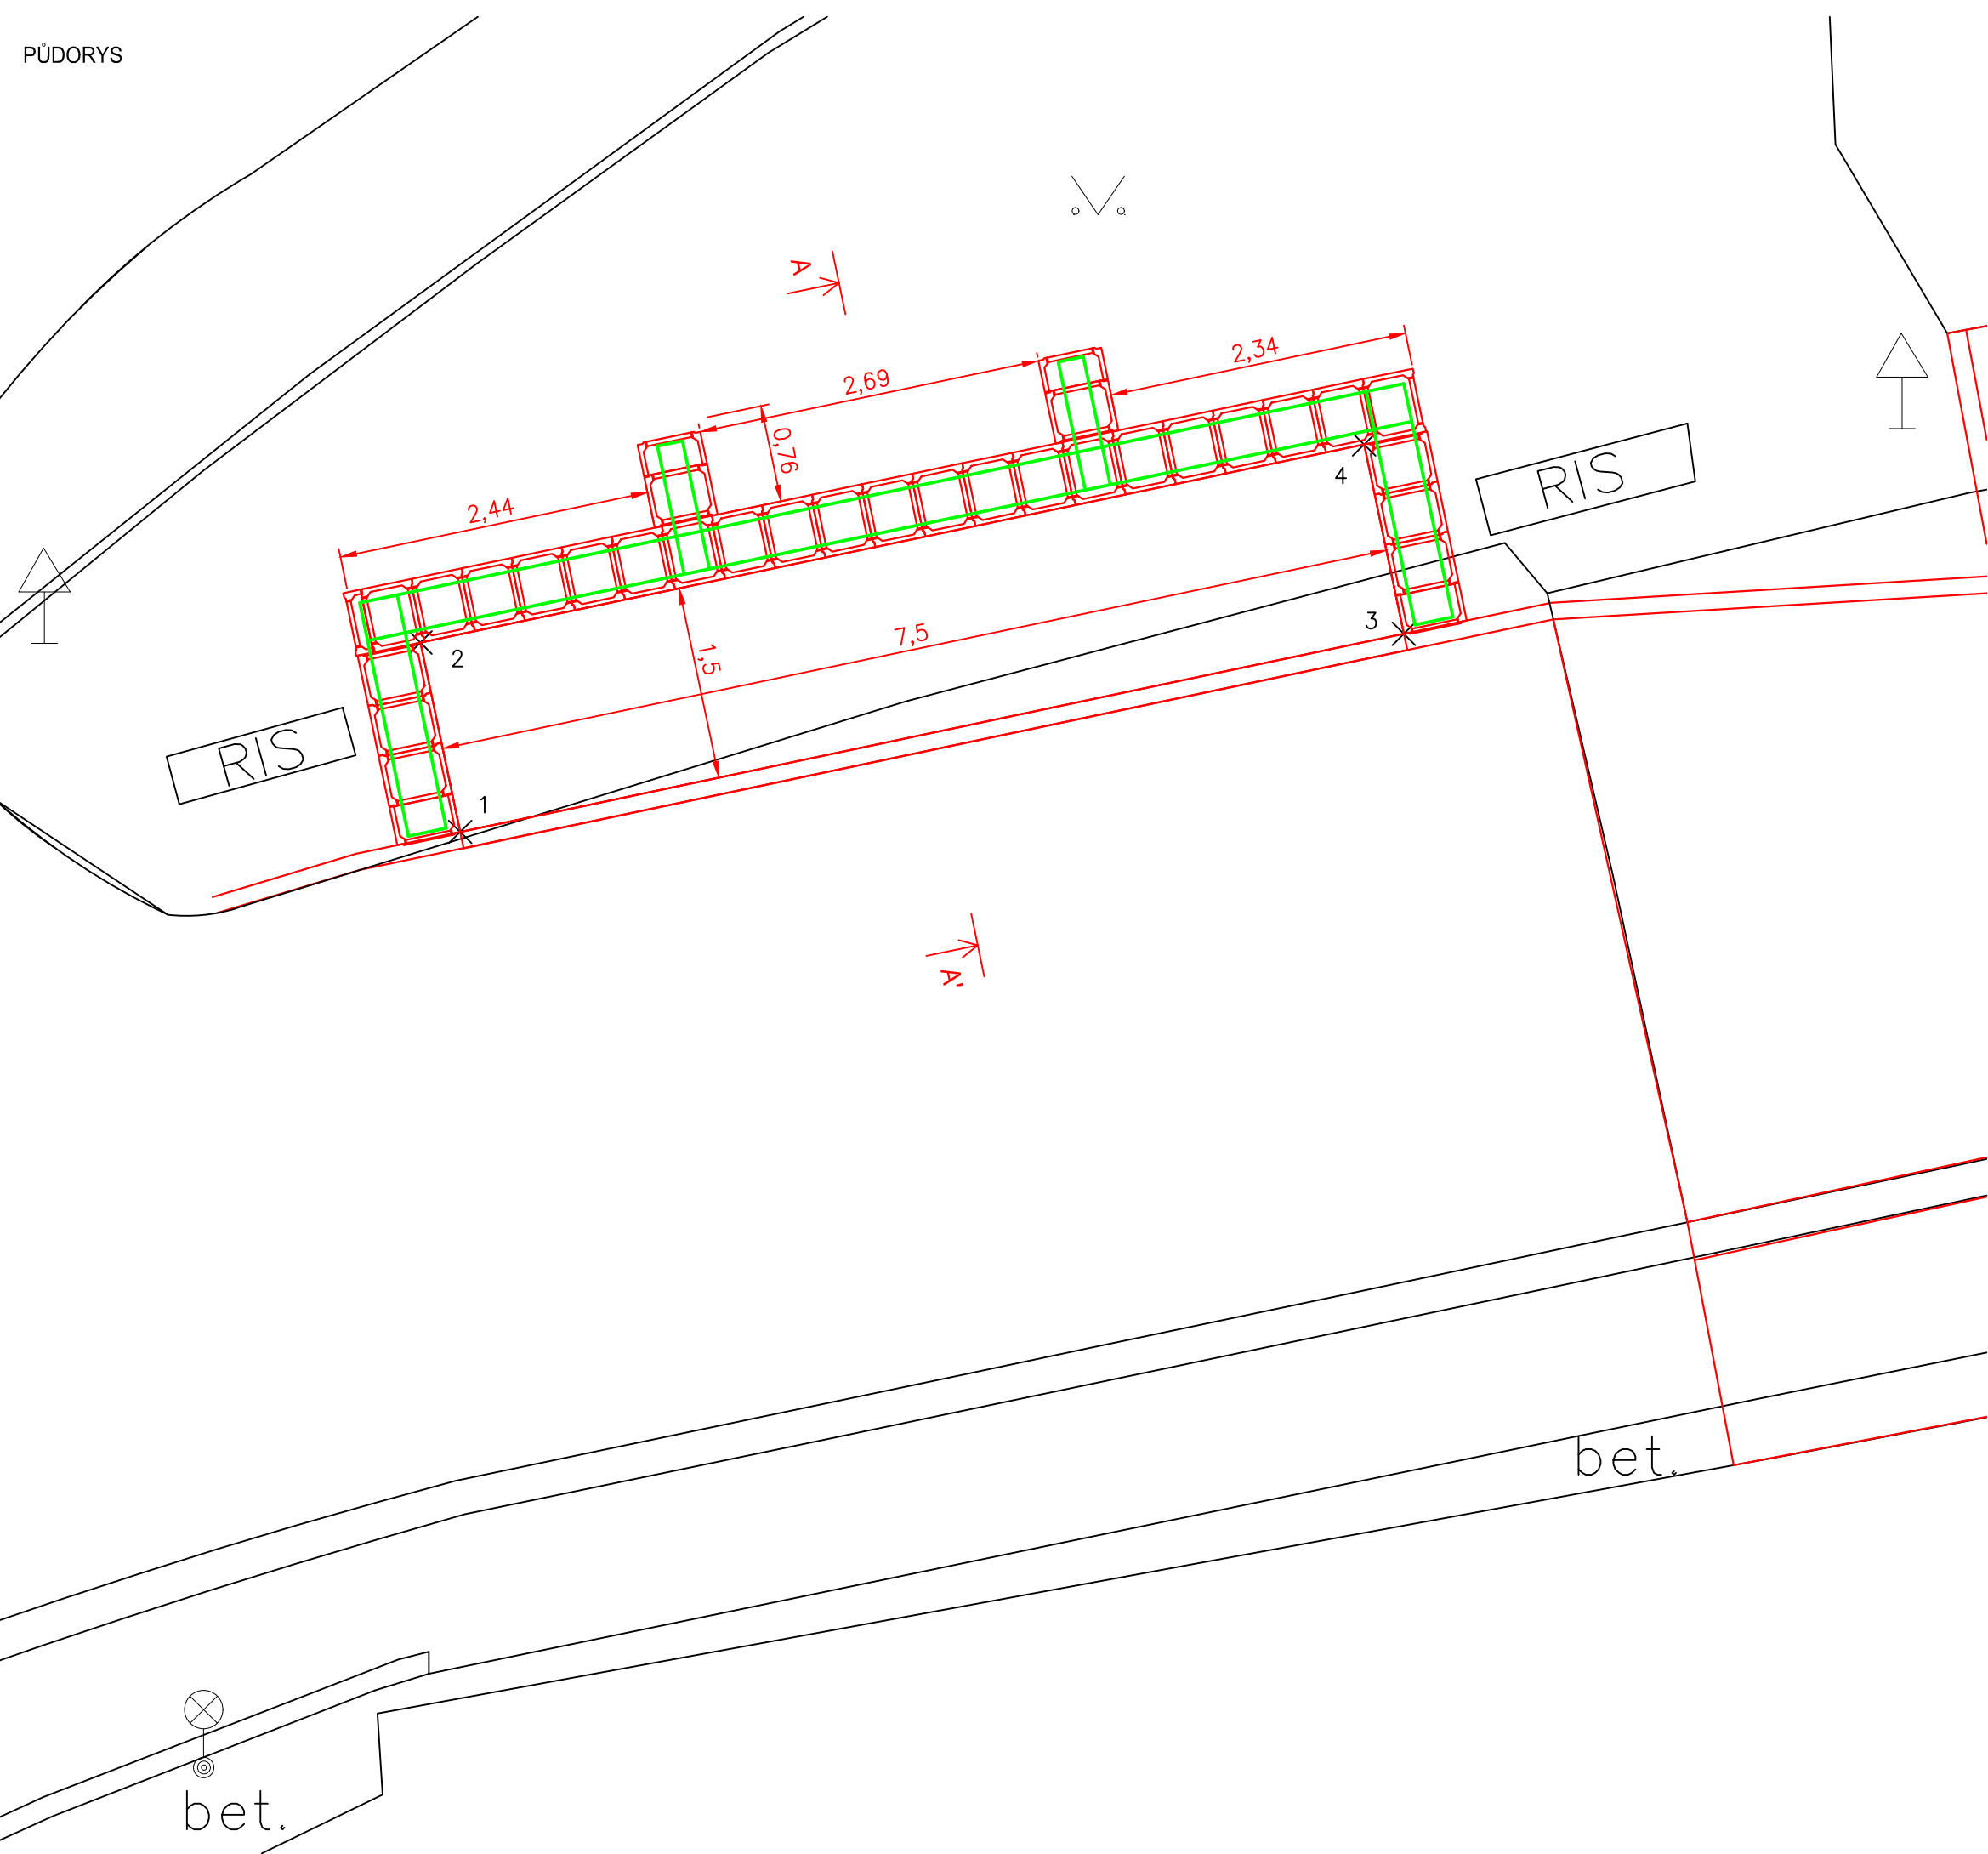 PŮDORYS
A
2,34
2,69
0,76
2,44
4
RIS
3
2
7,5
1,5
RIS
1
A'
bet.
bet.